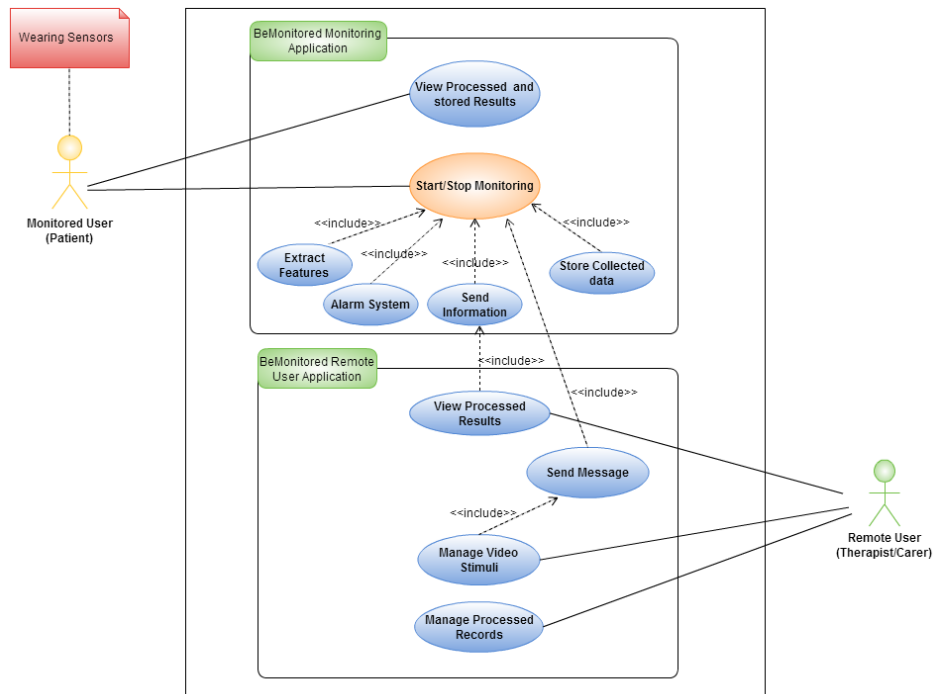 Wearing Sensors
BeMonitored Monitoring
Application
View Processed and
stored Results
Start/Stop Monitoring
Monitored User
(Patient)
<<include>>
<<include>>
<<include>>
<<include>>
Extract
Features
Store Collected
data
Alarm System
Send
Information
BeMonitored Remote
User Application
<<include>>
<<include>>
View Processed
Results
Send Message
<<include>>
Remote User
(Therapist/Carer)
Manage Video
Stimuli
Manage Processed
Records